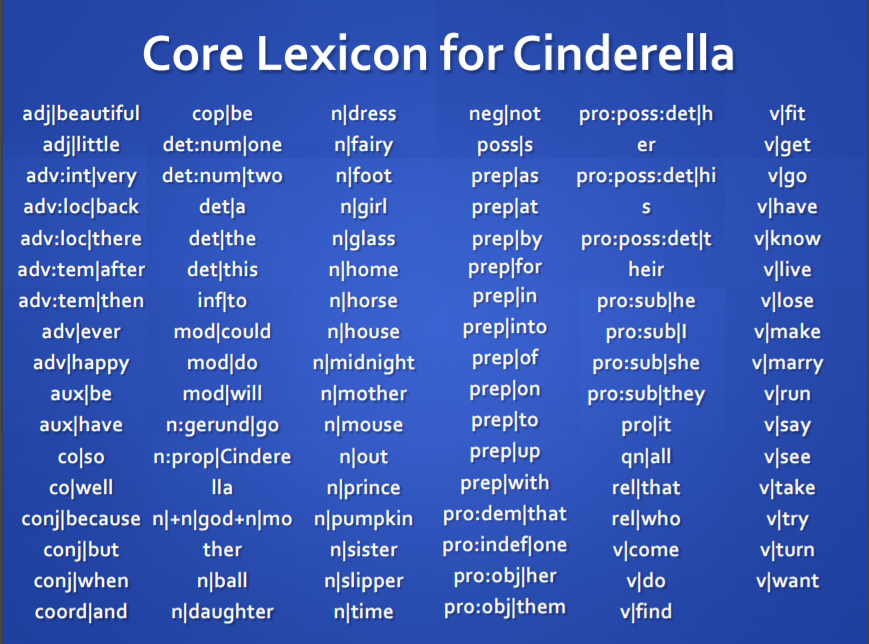 Core Lexicon for Cinderella
adj|beautiful
adj|little
adv:int|very
adv:loc|back
adv:loc|there
adv:tem|after
adv:tem|then
adv|ever
adv|happy
aux|be
aux|have
co|so
co|well
conj|because
conj|but
conj|when
coord|and
cop|be
det:num|one
det:num|two
det|a
det|the
det|this
inf|to
mod|could
mod|do
mod|will
n:gerund|go
n:prop|Cindere
lla
n|+n|god+n|mo
ther
n|ball
n|daughter
n|dress
n|fairy
n|foot
n|girl
n|glass
n|home
n|horse
n|house
n|midnight
n|mother
n|mouse
n|out
n|prince
n|pumpkin
n|sister
n|slipper
n|time
neg|not
poss|s
prep|as
prep|at
prep|by
prep|for
prep|in
prep|into
prep|of
prep|on
prep|to
prep|up
prep|with
pro:dem|that
pro:indef|one
pro:obj|her
pro:obj|them
pro:poss:det|h
er
pro:poss:det|hi
s
pro:poss:det|t
heir
pro:sub|he
pro:sub|I
pro:sub|she
pro:sub|they
pro|it
qn|all
rel|that
rel|who
v|come
v|do
v|find
v|fit
v|get
v|go
v|have
v|know
v|live
v|lose
v|make
v|marry
v|run
v|say
v|see
v|take
v|try
v|turn
v|want